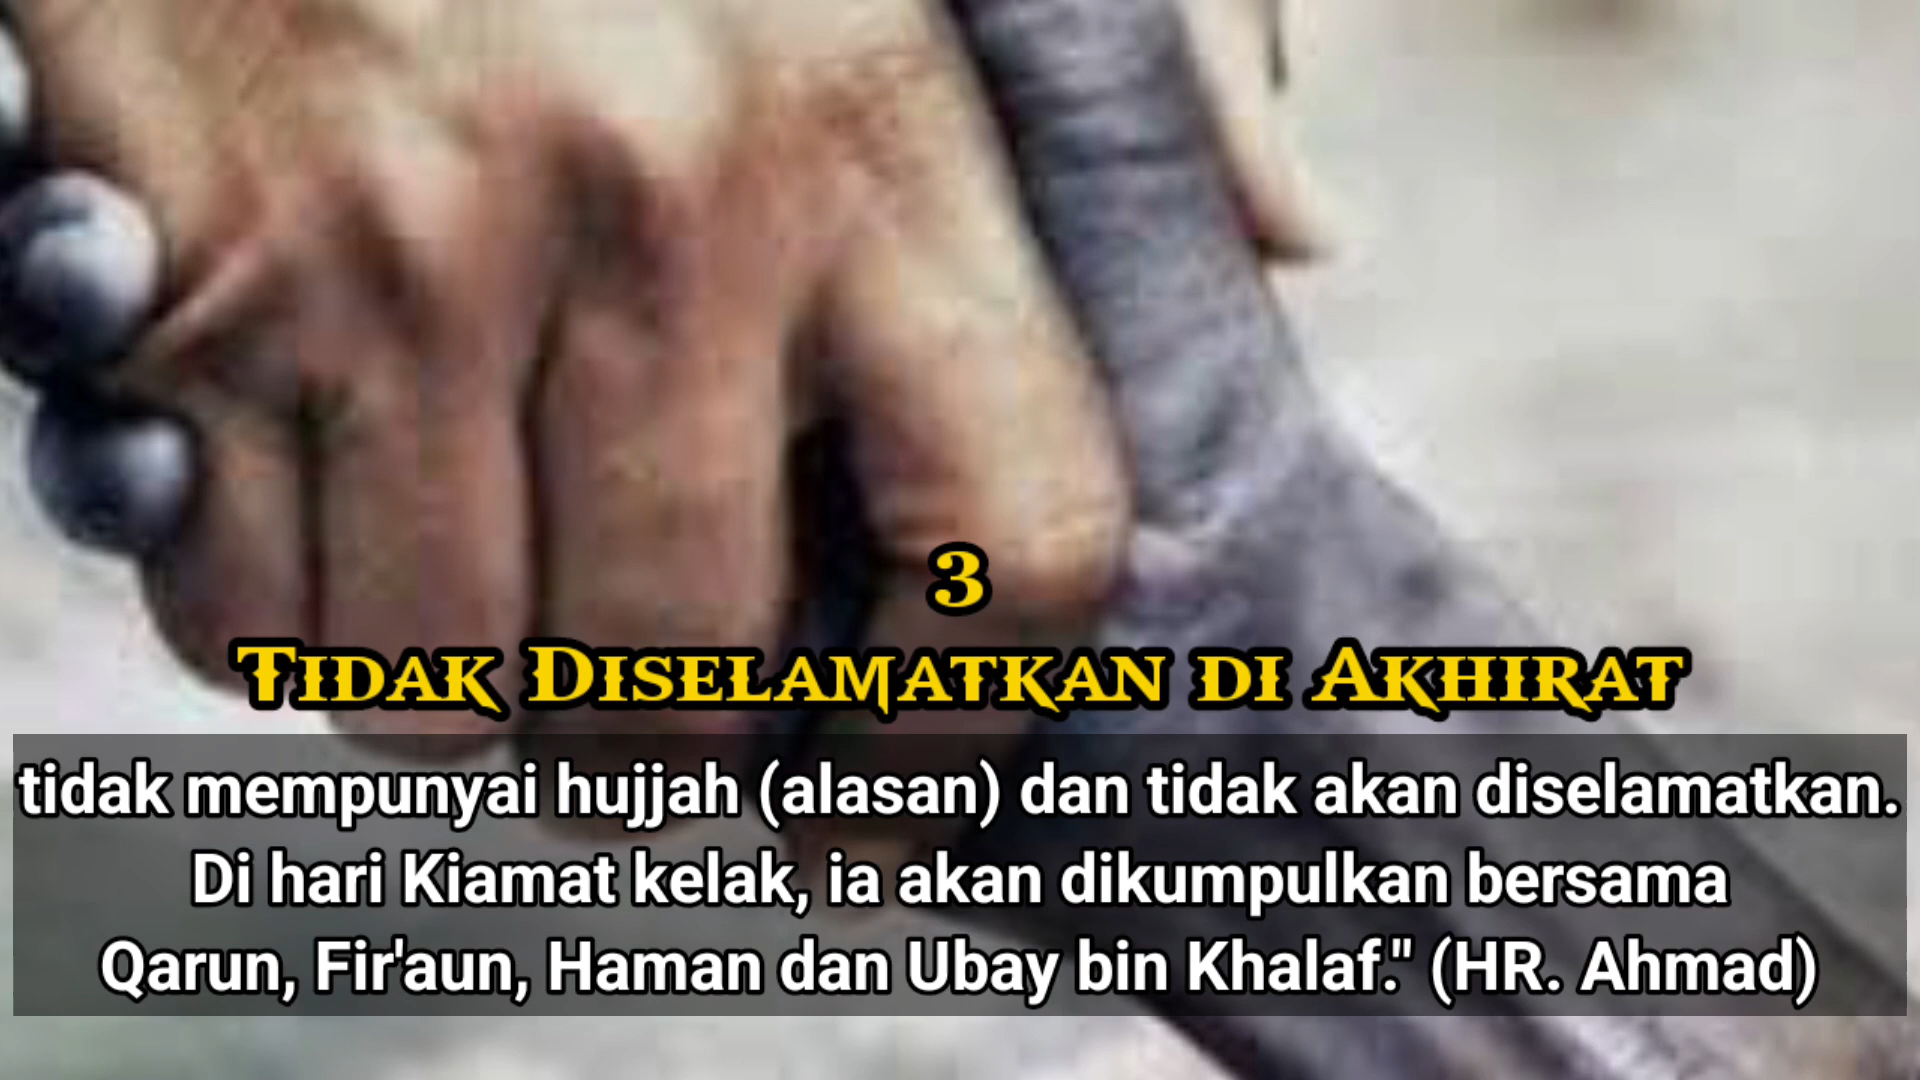 3
Tidak Diselamatkan di Akhirat
tidak mempunyai hujjah (alasan) dan tidak akan diselamatkan.
Di hari Kiamat kelak, ia akan dikumpulkan bersama
Qarun, Fir'aun, Haman dan Ubay bin Khalaf." (HR. Ahmad)